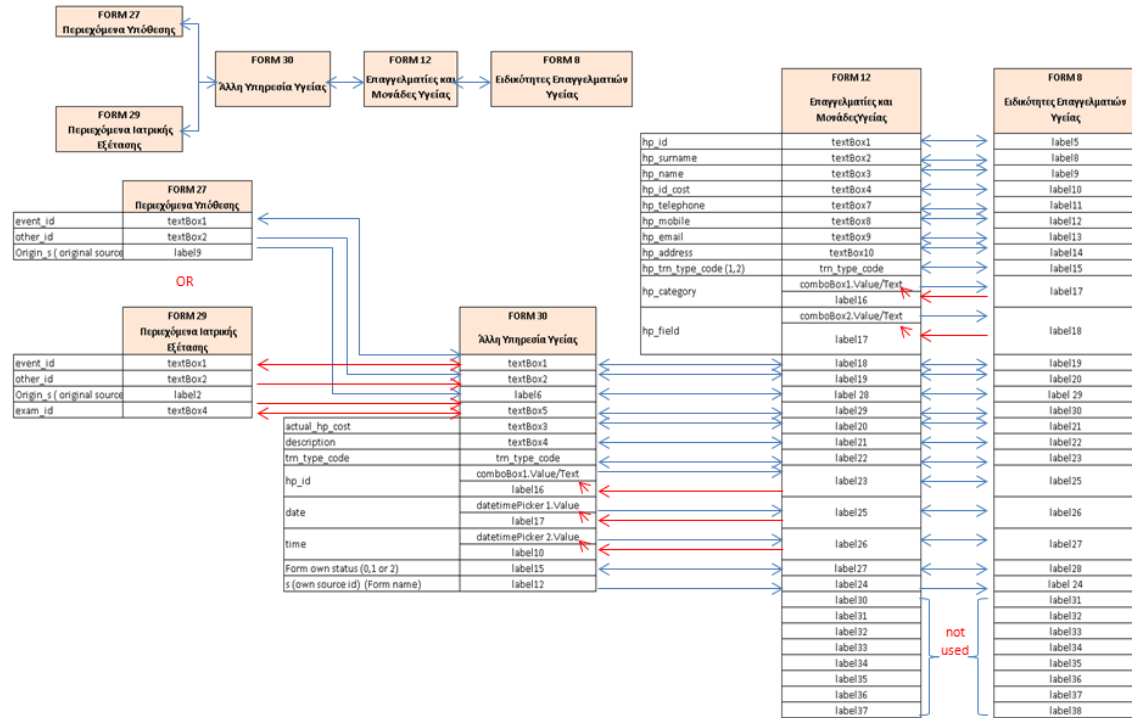 FORM 27
Περιεχόμενα Υπόθεσης
FORM 30
Άλλη Υπηρεσία Υγείας
FORM 12
Επαγγελματίες και
Μονάδες Υγείας
FORM 8
Ειδικότητες Επαγγελματιών
Υγείας
FORM 29
Περιεχόμενα Ιατρικής
Εξέτασης
FORM 12
Επαγγελματίες και
ΜονάδεςΥγείας
FORM 8
Ειδικότητες Επαγγελματιών
Υγείας
hp_id textBox1 label5
hp_surname textBox2 label8
hp_name textBox3 label9
hp_id_cost textBox4 label10
hp_telephone textBox7 label11
hp_mobile textBox8 label12
hp_email textBox9 label13
hp_address textBox10 label14
hp_trn_type_code (1,2) trn_type_code label15
hp_category comboBox1.Value/Text label17
label16
hp_field comboBox2.Value/Text label18
label17
FORM 27
Περιεχόμενα Υπόθεσης
event_id textBox1
other_id textBox2
Origin_s ( original source label9
OR
FORM 29
Περιεχόμενα Ιατρικής
Εξέτασης
event_id textBox1
other_id textBox2
Origin_s ( original source label2
exam_id textBox4
FORM 30
Άλλη Υπηρεσία Υγείας
textBox1 label18 label19
textBox2 label19 label20
label6 label 28 label 29
textBox5 label29 label30
actual_hp_cost textBox3 label20 label21
description textBox4 label21 label22
trn_type_code trn_type_code label22 label23
hp_id comboBox1.Value/Text label23 label25
label16
date datetimePicker 1.Value label25 label26
label17
time datetimePicker 2.Value label26 label27
label10
Form own status (0,1 or 2) label15 label27 label28
s (own source id) (Form name) label12 label24 label 24
label30 label31
label31 label32
label32 label33
not
used
label33 label34
label34 label35
label35 label36
label36 label37
label37 label38